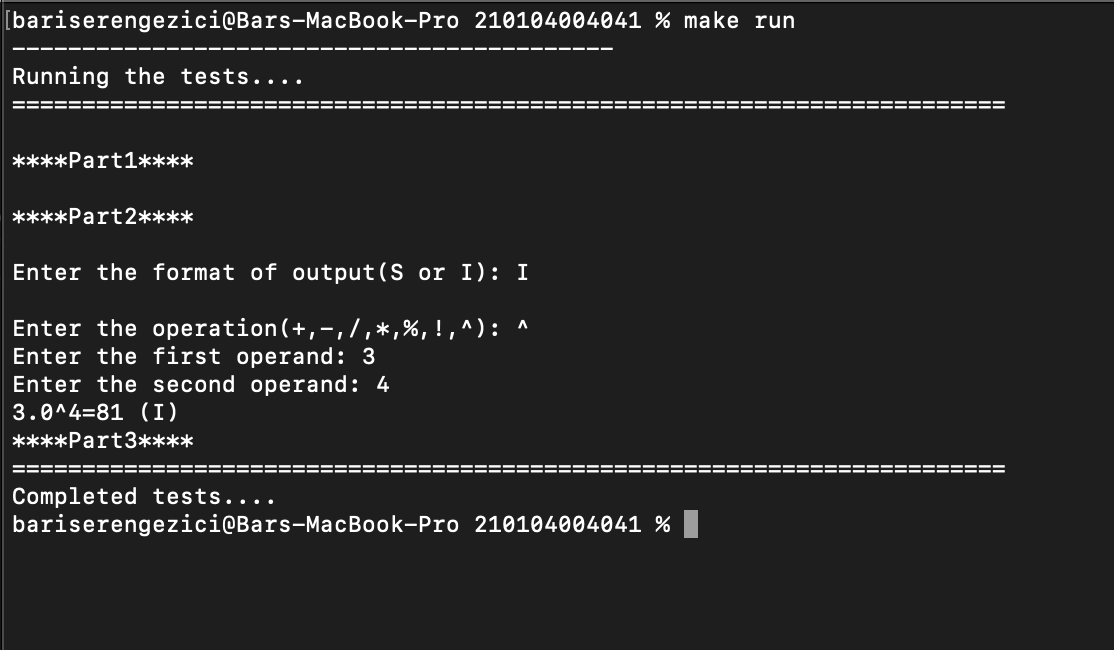 [bariserengezici@Bars-MacBook-Pro 210104004041 % make run
-------------------------------------------
Running the tests....
=======================================================================
****Part1****
****Part2****
Enter the format of output(S or I): I
Enter the operation(+,-,/,*,%,!,^): ^
Enter the first operand: 3
Enter the second operand: 4
3.0^4=81 (I)
****Part3****
=======================================================================
Completed tests....
bariserengezici@Bars-MacBook-Pro 210104004041 %